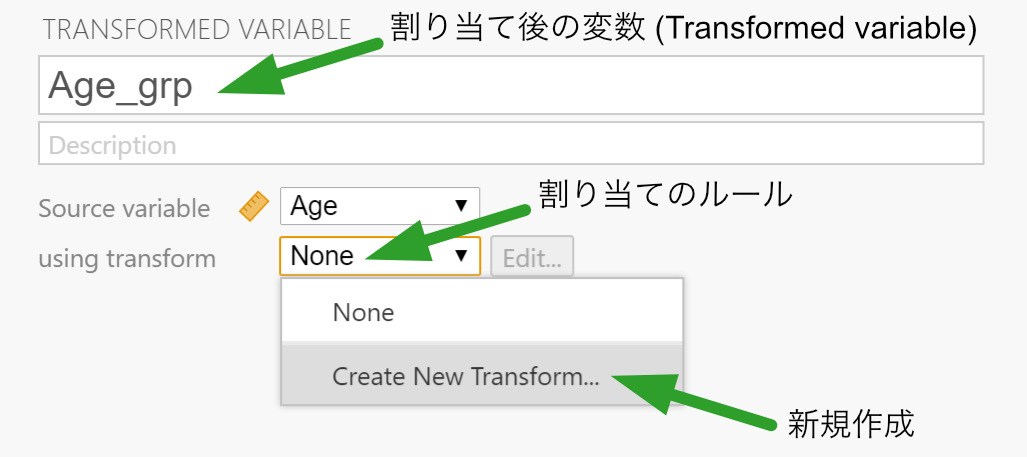 TRANSFORMED VARIABLE 割り当て後の変数 (Transformed variable)
Age_grp
Description
Source variable Age
割り当てのルール
using transform None Edit...
None
Create New Transform...
新規作成